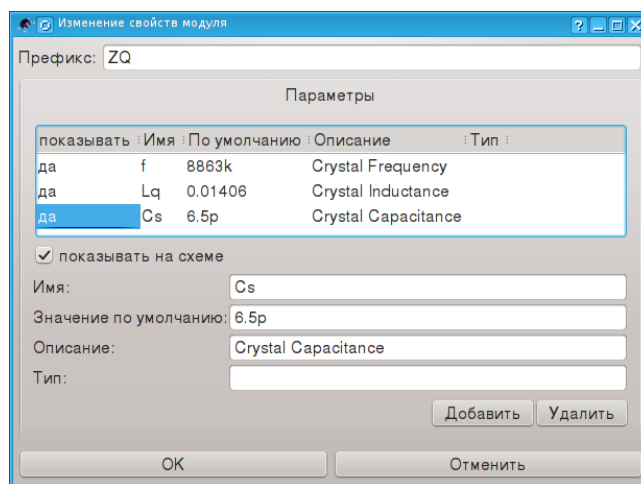 Изменение свойств модуля
Префикс: ZQ
Параметры
показывать Имя По умолчанию Описание Тип
да f 8863k Crystal Frequency
да Lq 0.01406 Crystal Inductance
да Cs 6.5p Crystal Capacitance
показывать на схеме
Имя: Cs
Значение по умолчанию: 6.5p
Описание: Crystal Capacitance
Тип:
Добавить Удалить
OK Отменить